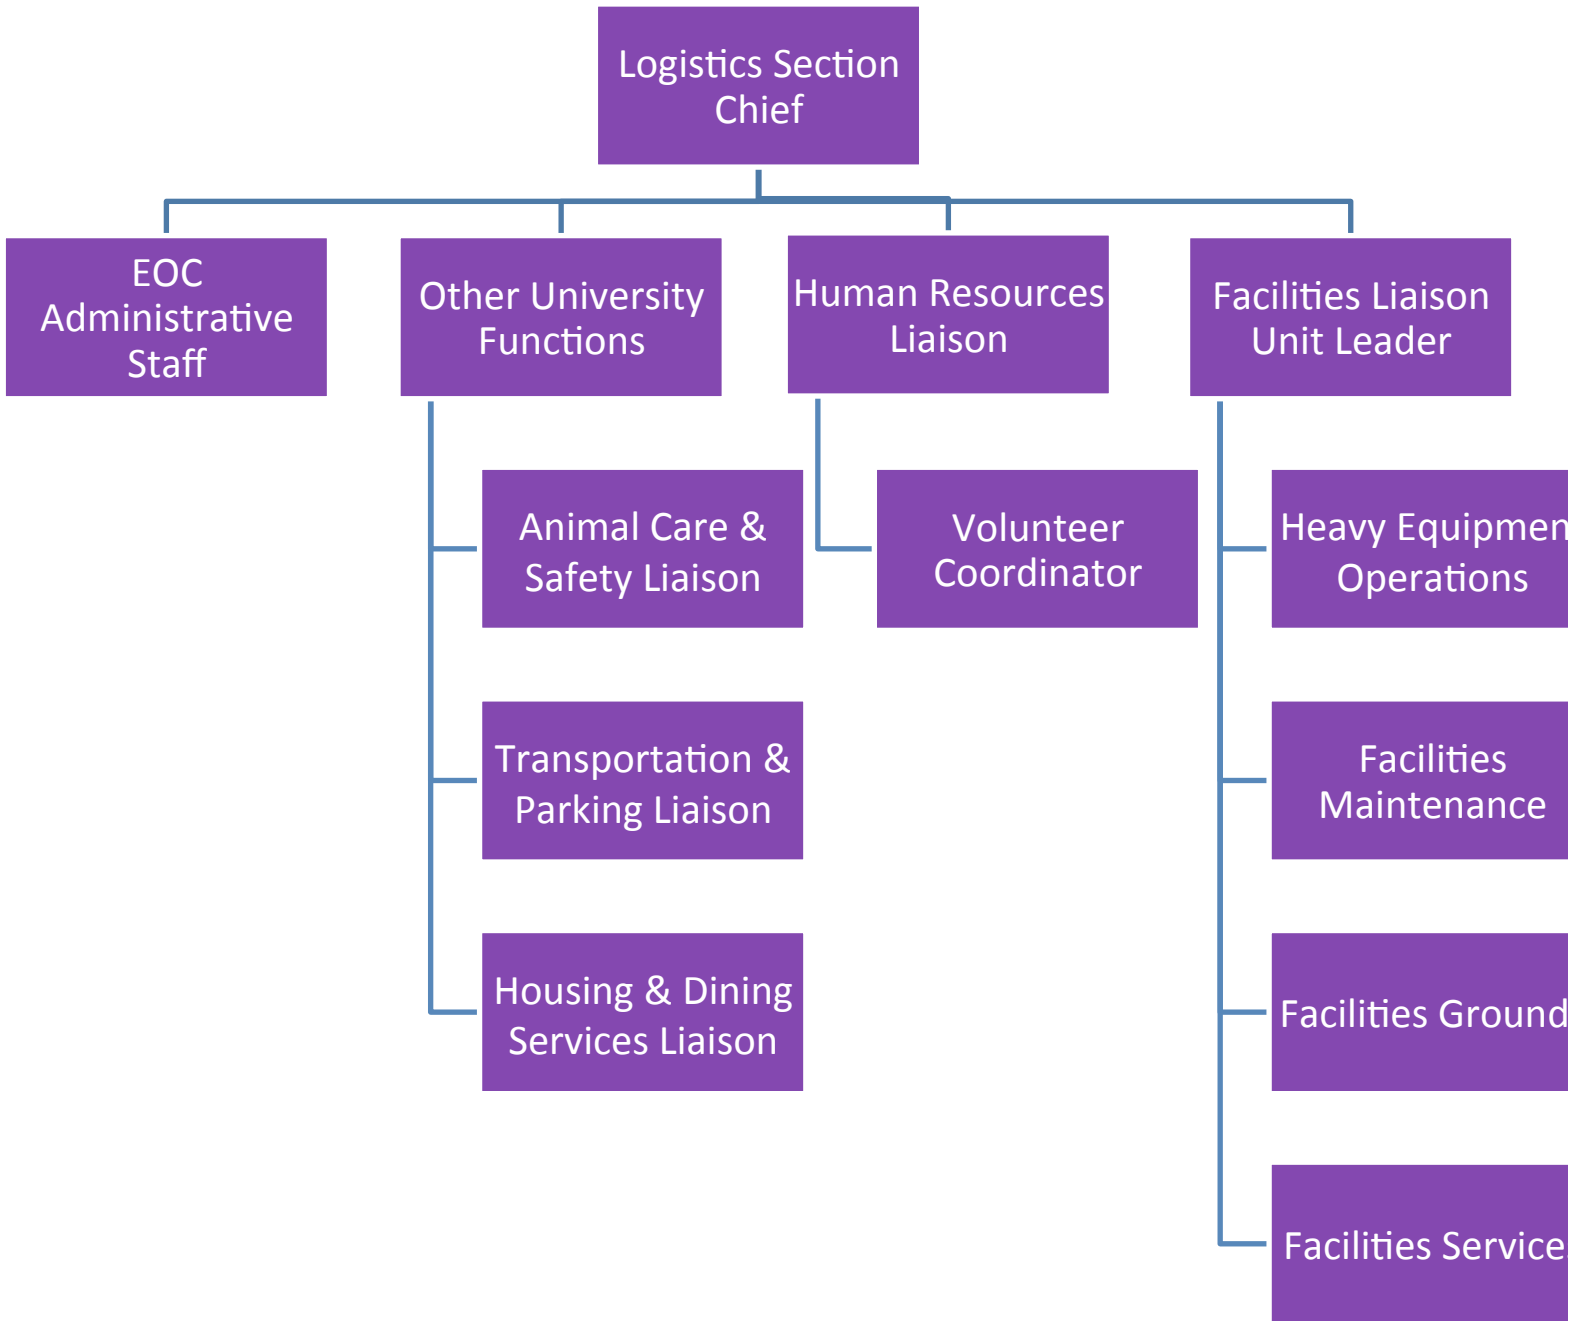 Logistics Section
Chief
EOC
Administrative
Staff
Other University
Functions
Human Resources
Liaison
Facilities Liaison
Unit Leader
Animal Care &
Safety Liaison
Transportation &
Parking Liaison
Housing & Dining
Services Liaison
Volunteer
Coordinator
Heavy Equipmen
Operations
Facilities
Maintenance
Facilities Ground
Facilities Service